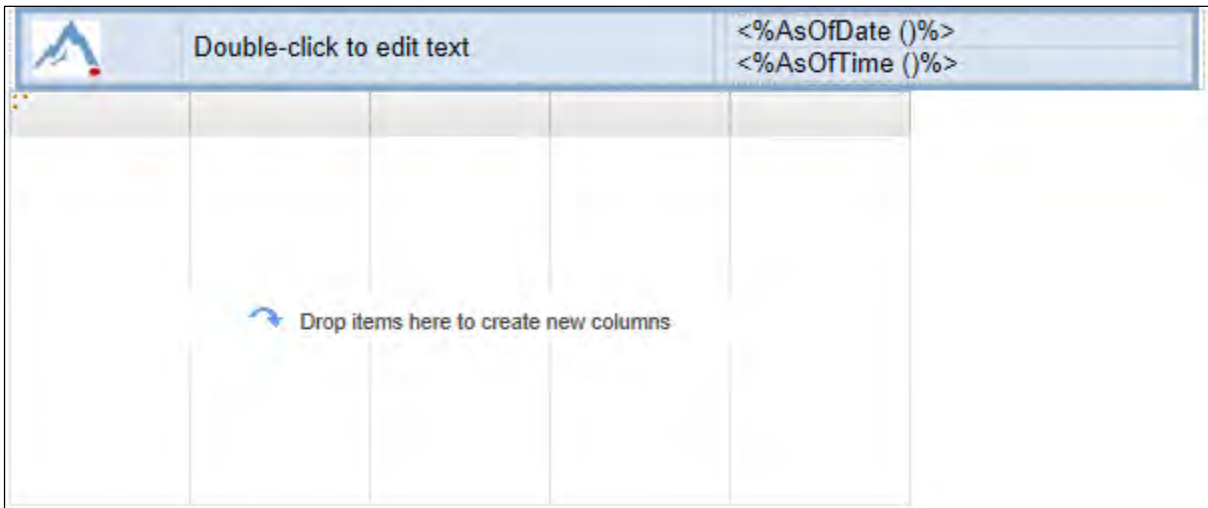 Double-click to edit text
<%AsOfDate ()%>
<%AsOfTime ()%>
Drop items here to create new columns